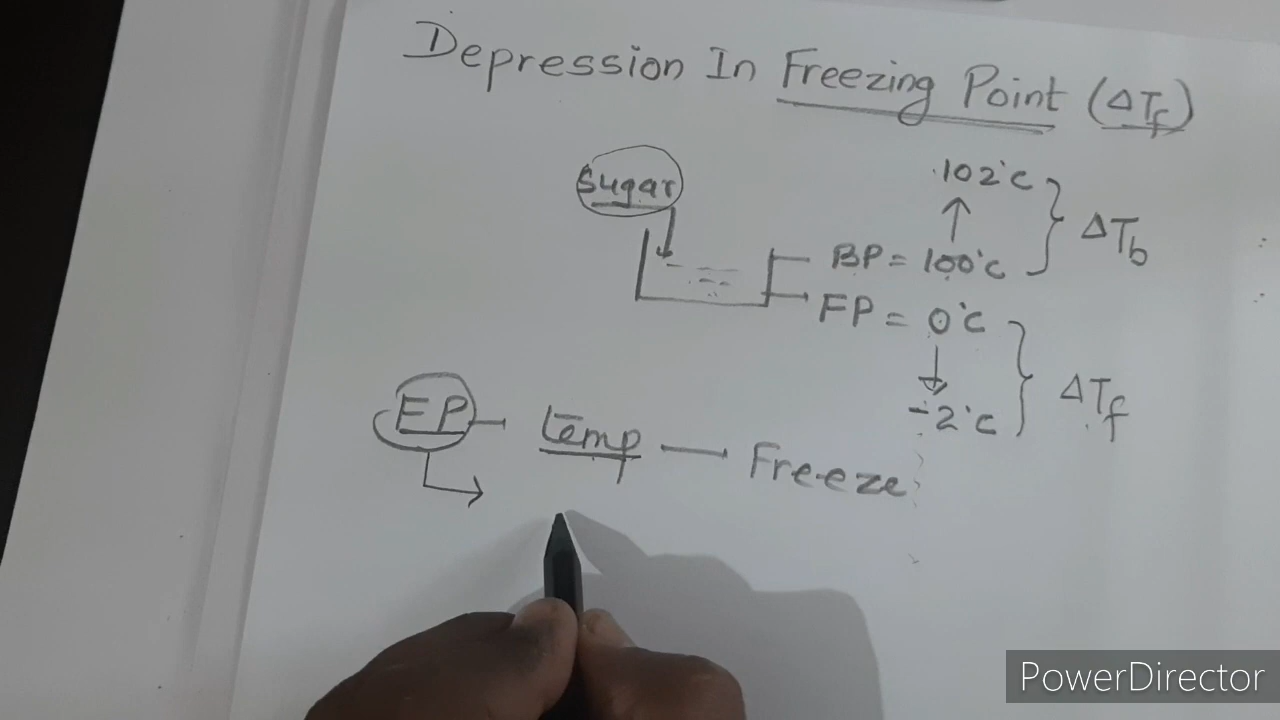 Depression In Freezing Point (ΔTf)
Sugar
102°C
BP = 100°C
ΔTb
FP = 0°C
-2°C
ΔTf
FP - temp — Freeze
PowerDirector